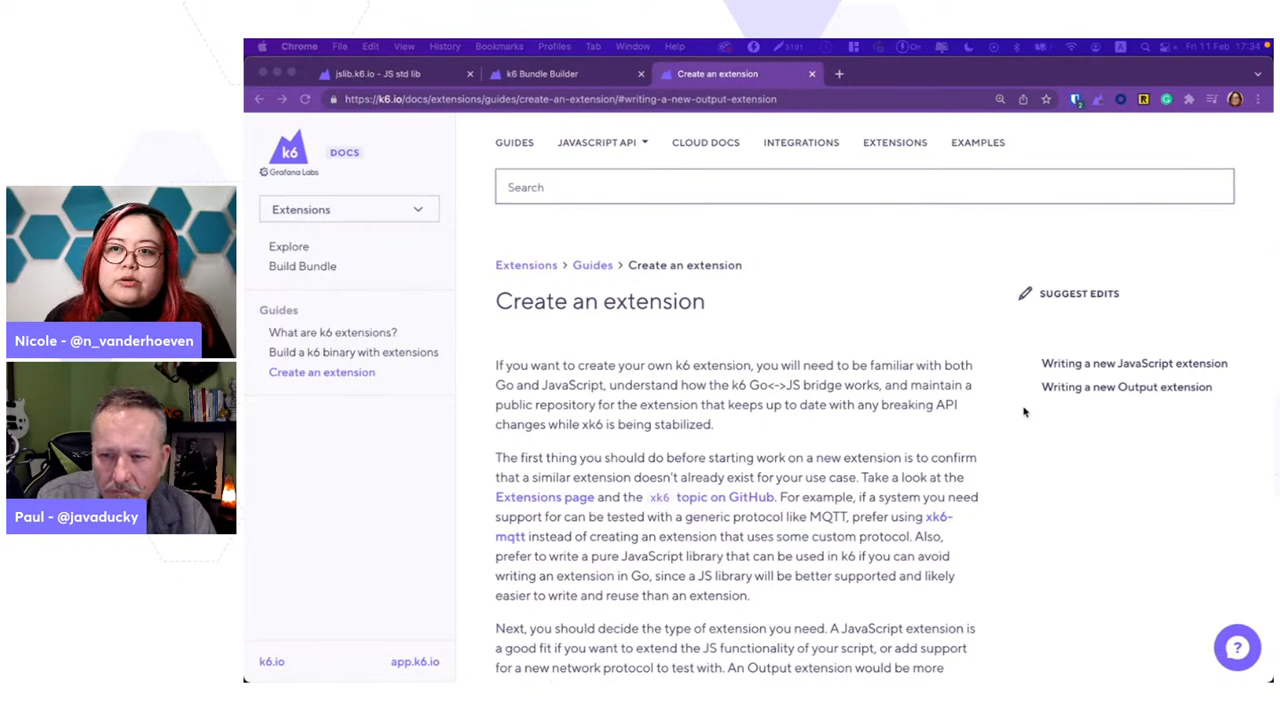 Chrome File Edit View History Bookmarks Profiles Tab Window Help 3191 On Fri 11 Feb 17:34
jslib.k6.io - JS std lib
k6 Bundle Builder
Create an extension
https://k6.io/docs/extensions/guides/create-an-extension/#writing-a-new-output-extension
k6
DOCS
Grafana Labs
GUIDES JAVASCRIPT API CLOUD DOCS INTEGRATIONS EXTENSIONS EXAMPLES
Search
Extensions
Explore
Build Bundle
Guides
What are k6 extensions?
Build a k6 binary with extensions
Create an extension
k6.io
app.k6.io
Extensions > Guides > Create an extension
Create an extension
SUGGEST EDITS
Writing a new JavaScript extension
Writing a new Output extension
If you want to create your own k6 extension, you will need to be familiar with both
Go and JavaScript, understand how the k6 Go<->JS bridge works, and maintain a
public repository for the extension that keeps up to date with any breaking API
changes while xk6 is being stabilized.
The first thing you should do before starting work on a new extension is to confirm
that a similar extension doesn't already exist for your use case. Take a look at the
Extensions page and the xk6 topic on GitHub. For example, if a system you need
support for can be tested with a generic protocol like MQTT, prefer using xk6-
mqtt instead of creating an extension that uses some custom protocol. Also,
prefer to write a pure JavaScript library that can be used in k6 if you can avoid
writing an extension in Go, since a JS library will be better supported and likely
easier to write and reuse than an extension.
Next, you should decide the type of extension you need. A JavaScript extension is
a good fit if you want to extend the JS functionality of your script, or add support
for a new network protocol to test with. An Output extension would be more
?
Nicole - @n_vanderhoeven
Paul - @javaducky